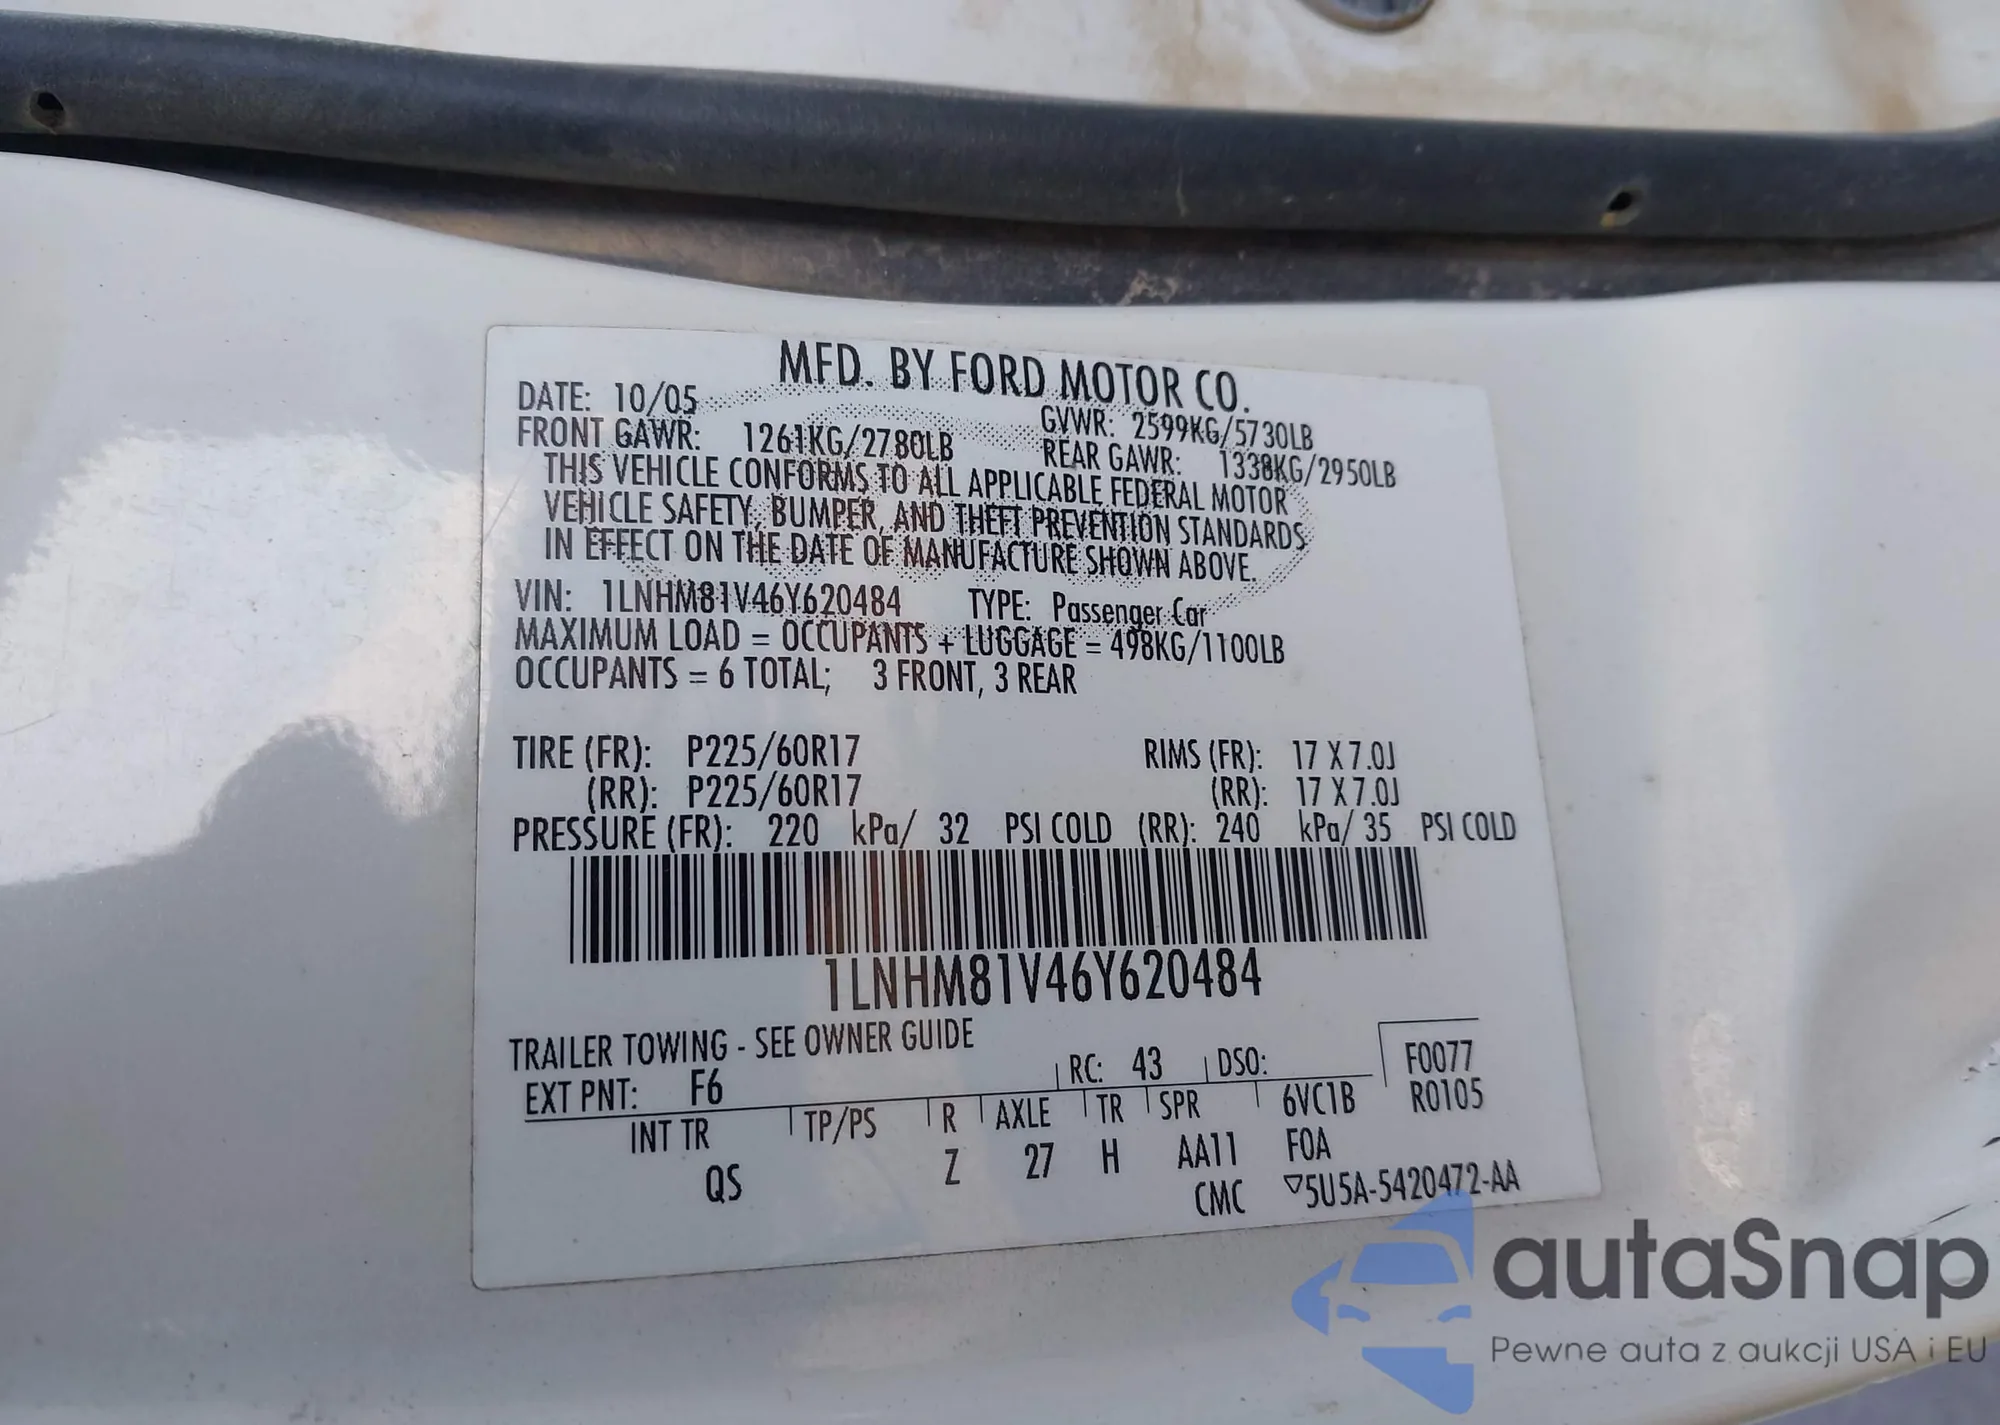 MFD. BY FORD MOTOR CO.
DATE: 10/05 GVWR: 2599KG/5730LB
FRONT GAWR: 1261KG/2780LB REAR GAWR: 1338KG/2950LB
THIS VEHICLE CONFORMS TO ALL APPLICABLE FEDERAL MOTOR
VEHICLE SAFETY, BUMPER, AND THEFT PREVENTION STANDARDS
IN EFFECT ON THE DATE OF MANUFACTURE SHOWN ABOVE.
VIN: 1LNHM81V46Y620484 TYPE: Passenger Car
MAXIMUM LOAD = OCCUPANTS + LUGGAGE = 498KG/1100LB
OCCUPANTS = 6 TOTAL; 3 FRONT, 3 REAR
TIRE (FR): P225/60R17 RIMS (FR): 17 X 7.0J
(RR): P225/60R17 (RR): 17 X 7.0J
PRESSURE (FR): 220 kPa/ 32 PSI COLD (RR): 240 kPa/ 35 PSI COLD
1LNHM81V46Y620484
TRAILER TOWING - SEE OWNER GUIDE
EXT PNT: F6 RC: 43 DSO: F0077
INT TR TP/PS R AXLE TR SPR 6VC1B R0105
QS Z 27 H AA11 FOA
CMC ▽5U5A-5420472-AA
autaSnap
Pewne auta z aukcji USA i EU